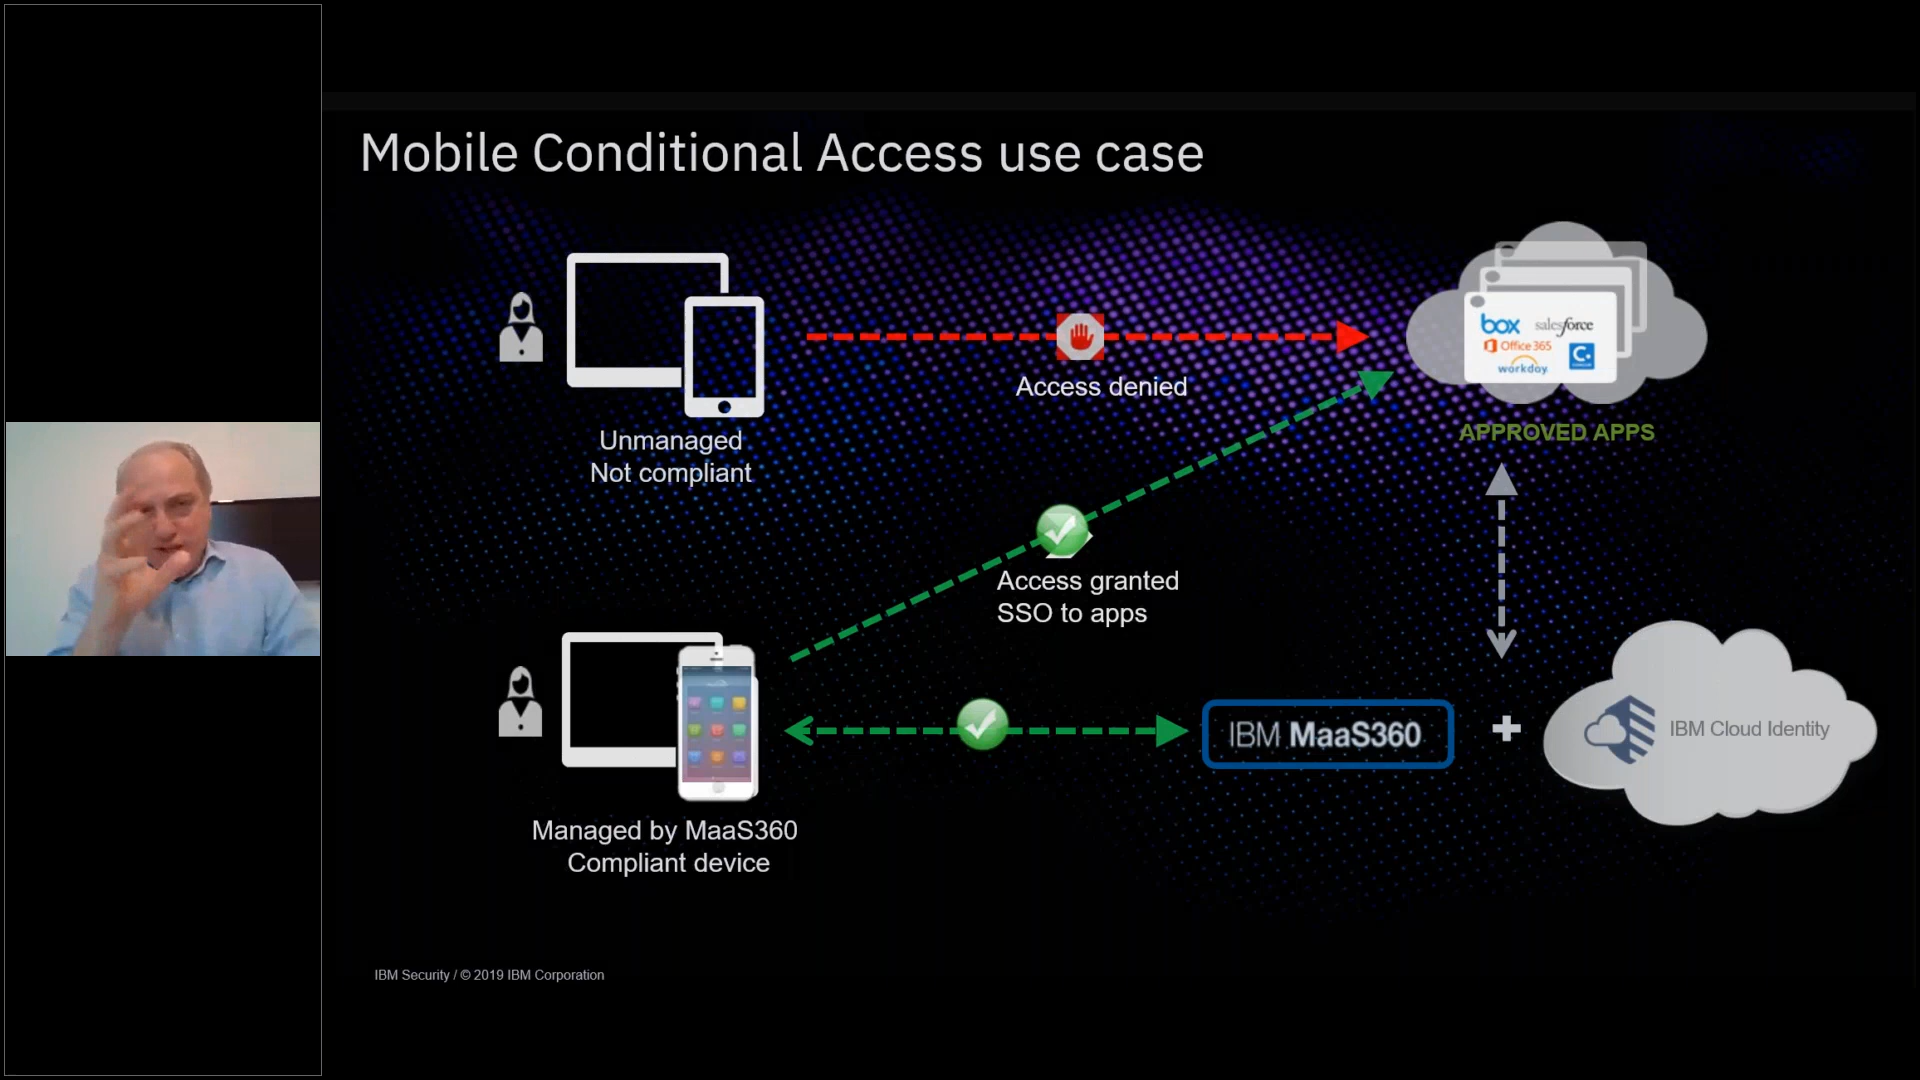 Mobile Conditional Access use case
box salesforce
Office 365
workday
Access denied
APPROVED APPS
Unmanaged
Not compliant
Access granted
SSO to apps
IBM MaaS360
IBM Cloud Identity
Managed by MaaS360
Compliant device
IBM Security / © 2019 IBM Corporation